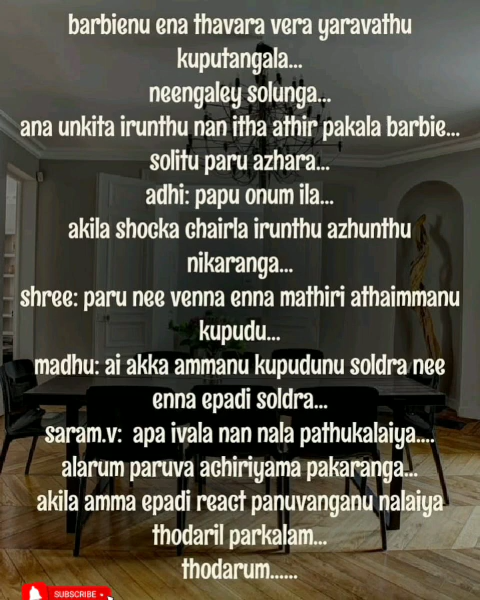 barbienu ena thavara vera yaravathu
kuputangala...
neengaley solunga...
ana unkita irunthu nan itha athir pakala barbie...
solitu paru azhara...
adhi: papu onum ila...
akila shocka chairla irunthu azhunthu
nikaranga...
shree: paru nee venna enna mathiri athaimmanu
kupudu...
madhu: ai akka ammanu kupudunu soldra nee
enna epadi soldra...
saram.v: apa ivala nan nala pathukalaiya....
alarum paruva achiriyama pakaranga...
akila amma epadi react panuvanganu nalaiya
thodaril parkalam...
thodarum......
SUBSCRIBE